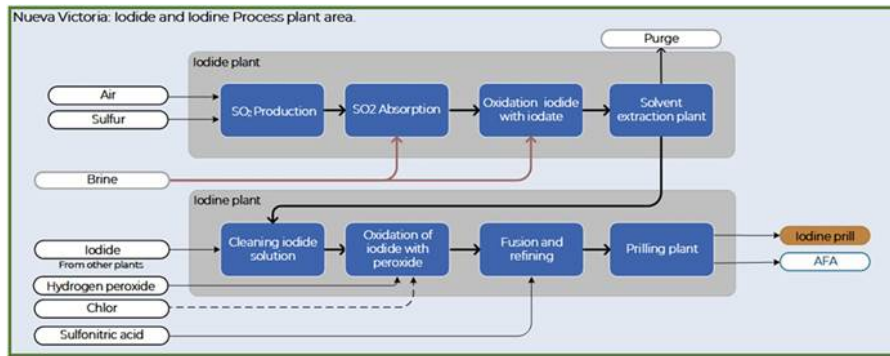 Nueva Victoria: Iodide and Iodine Process plant area.
Purge
Iodide plant
Air
Sulfur
SO₂ Production
SO2 Absorption
Oxidation iodide
with iodate
Solvent
extraction plant
Brine
Iodine plant
Iodide
From other plants
Cleaning iodide
solution
Oxidation of
iodide with
peroxide
Fusion and
refining
Prilling plant
Iodine prill
AFA
Hydrogen peroxide
Chlor
Sulfonitric acid